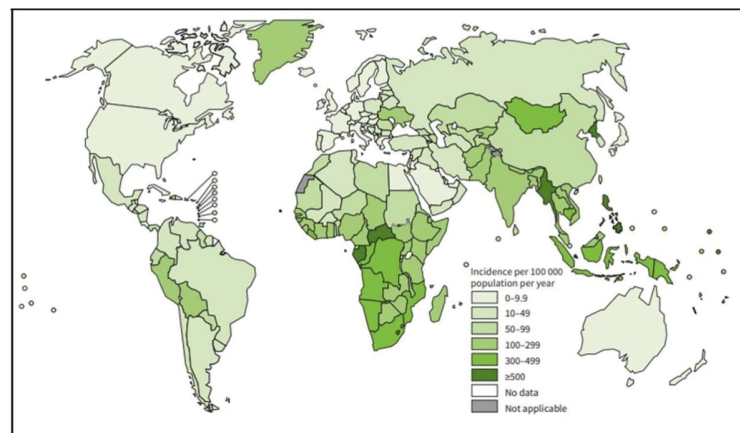 Incidence per 100 000
population per year
0–9.9
10–49
50–99
100–299
300–499
≥500
No data
Not applicable